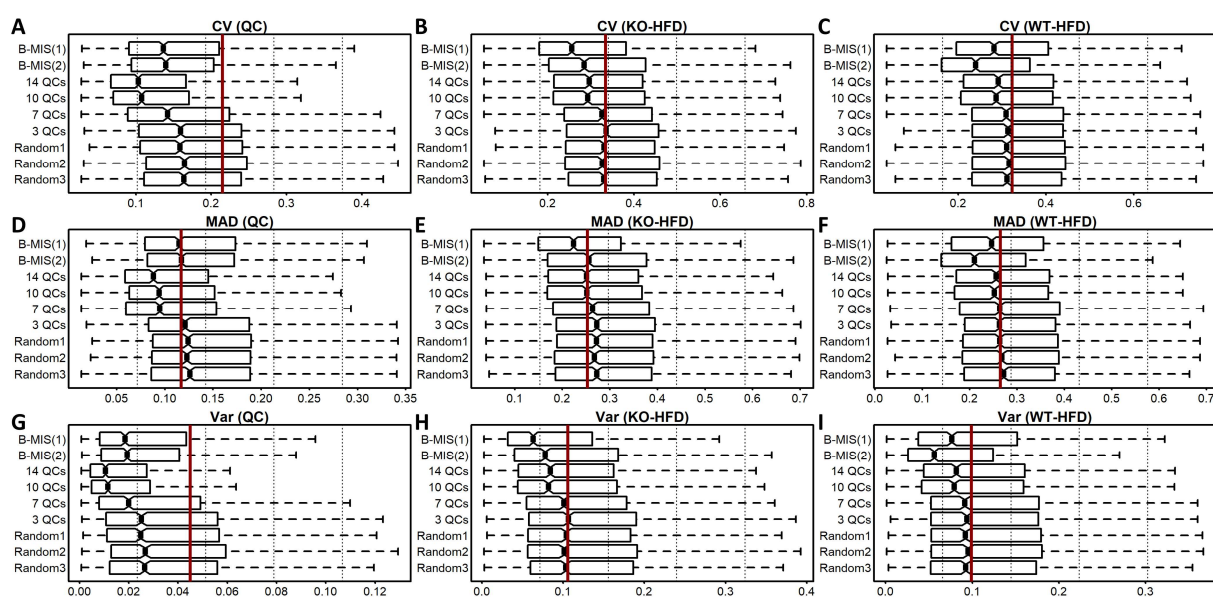 A CV (QC)
B-MIS(1)
B-MIS(2)
14 QCs
10 QCs
7 QCs
3 QCs
Random1
Random2
Random3
0.1 0.2 0.3 0.4
B CV (KO-HFD)
B-MIS(1)
B-MIS(2)
14 QCs
10 QCs
7 QCs
3 QCs
Random1
Random2
Random3
0.2 0.4 0.6 0.8
C CV (WT-HFD)
B-MIS(1)
B-MIS(2)
14 QCs
10 QCs
7 QCs
3 QCs
Random1
Random2
Random3
0.2 0.4 0.6
D MAD (QC)
B-MIS(1)
B-MIS(2)
14 QCs
10 QCs
7 QCs
3 QCs
Random1
Random2
Random3
0.05 0.10 0.15 0.20 0.25 0.30 0.35
E MAD (KO-HFD)
B-MIS(1)
B-MIS(2)
14 QCs
10 QCs
7 QCs
3 QCs
Random1
Random2
Random3
0.1 0.2 0.3 0.4 0.5 0.6 0.7
F MAD (WT-HFD)
B-MIS(1)
B-MIS(2)
14 QCs
10 QCs
7 QCs
3 QCs
Random1
Random2
Random3
0.0 0.1 0.2 0.3 0.4 0.5 0.6 0.7
G Var (QC)
B-MIS(1)
B-MIS(2)
14 QCs
10 QCs
7 QCs
3 QCs
Random1
Random2
Random3
0.00 0.02 0.04 0.06 0.08 0.10 0.12
H Var (KO-HFD)
B-MIS(1)
B-MIS(2)
14 QCs
10 QCs
7 QCs
3 QCs
Random1
Random2
Random3
0.0 0.1 0.2 0.3 0.4
I Var (WT-HFD)
B-MIS(1)
B-MIS(2)
14 QCs
10 QCs
7 QCs
3 QCs
Random1
Random2
Random3
0.0 0.1 0.2 0.3